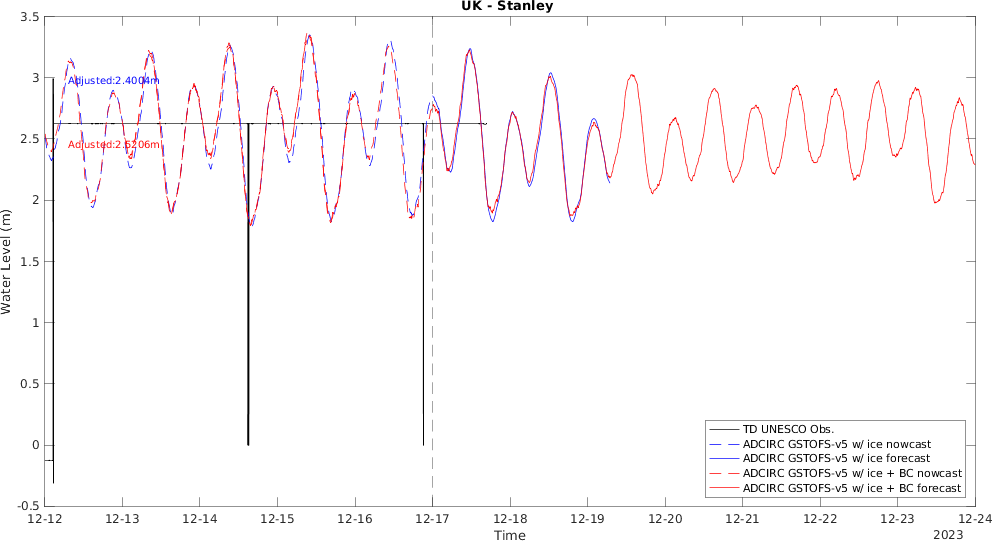 UK - Stanley
3.5
3
2.5
2
1.5
1
0.5
0
-0.5
Water Level (m)
Adjusted:2.4004m
Adjusted:2.5206m
TD UNESCO Obs.
ADCIRC GSTOFS-v5 w/ ice nowcast
ADCIRC GSTOFS-v5 w/ ice forecast
ADCIRC GSTOFS-v5 w/ ice + BC nowcast
ADCIRC GSTOFS-v5 w/ ice + BC forecast
12-12 12-13 12-14 12-15 12-16 12-17 12-18 12-19 12-20 12-21 12-22 12-23 12-24
Time
2023